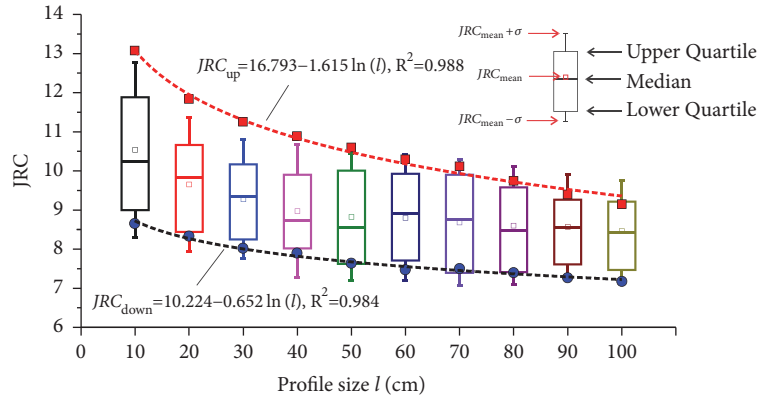 14
13
12
11
10
9
8
7
6
JRC
0
10
20
30
40
50
60
70
80
90
100
Profile size l (cm)
JRCup=16.793−1.615 ln (l), R²=0.988
JRCdown=10.224−0.652 ln (l), R²=0.984
JRCmean+σ
JRCmean
JRCmean−σ
Upper Quartile
Median
Lower Quartile